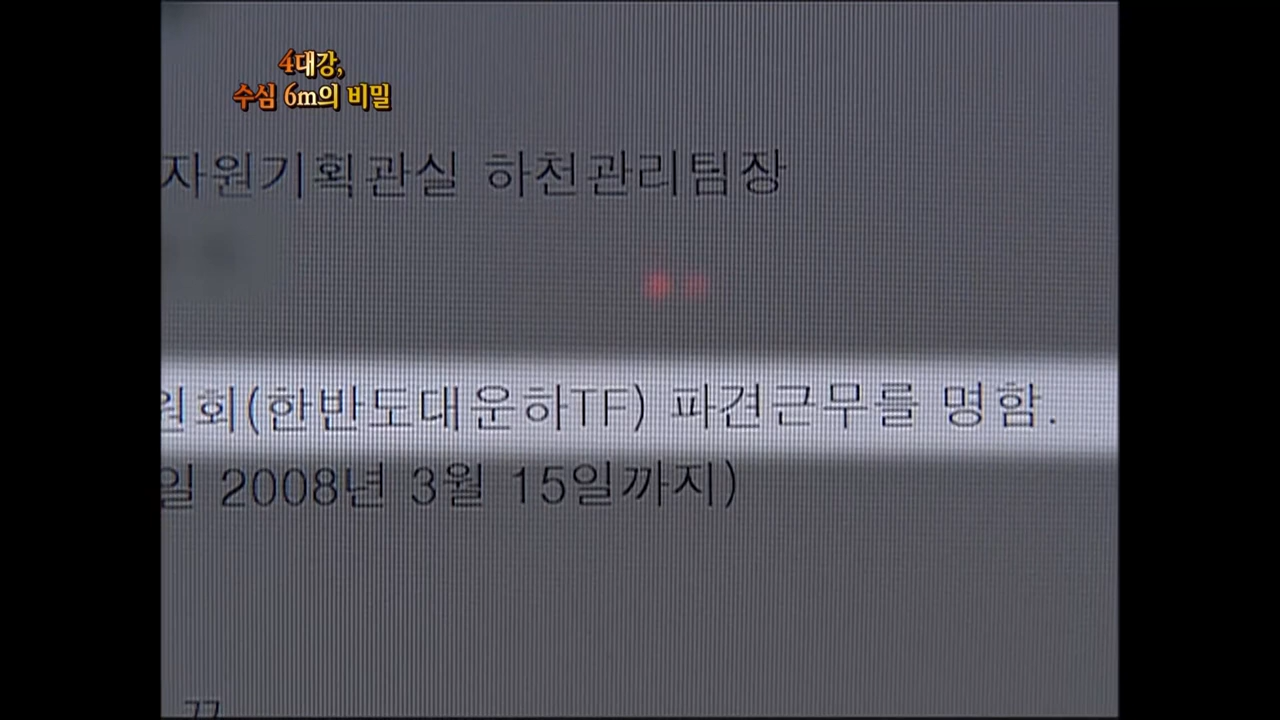 4대강,
수심 6m의 비밀
자원기획관실 하천관리팀장
원회(한반도대운하TF) 파견근무를 명함.
일 2008년 3월 15일까지)
끄